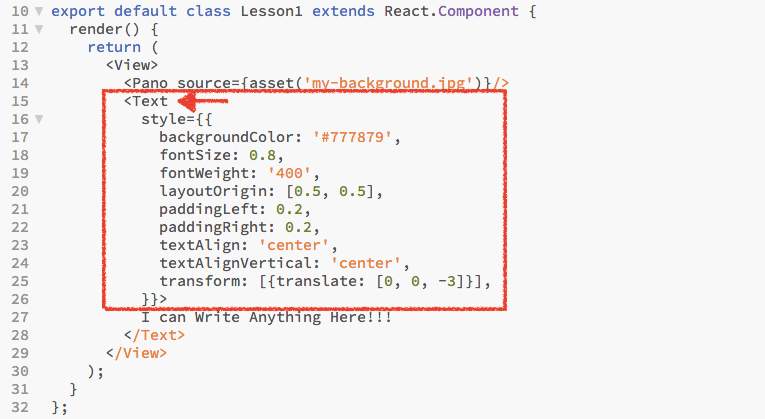 10 export default class Lesson1 extends React.Component {
11 render() {
12 return (
13 <View>
14 <Pano source={asset('my-background.jpg')}/>
15 <Text
16 style={{
17 backgroundColor: '#777879',
18 fontSize: 0.8,
19 fontWeight: '400',
20 layoutOrigin: [0.5, 0.5],
21 paddingLeft: 0.2,
22 paddingRight: 0.2,
23 textAlign: 'center',
24 textAlignVertical: 'center',
25 transform: [{translate: [0, 0, -3]}],
26 }}>
27 I can Write Anything Here!!!
28 </Text>
29 </View>
30 );
31 }
32 };